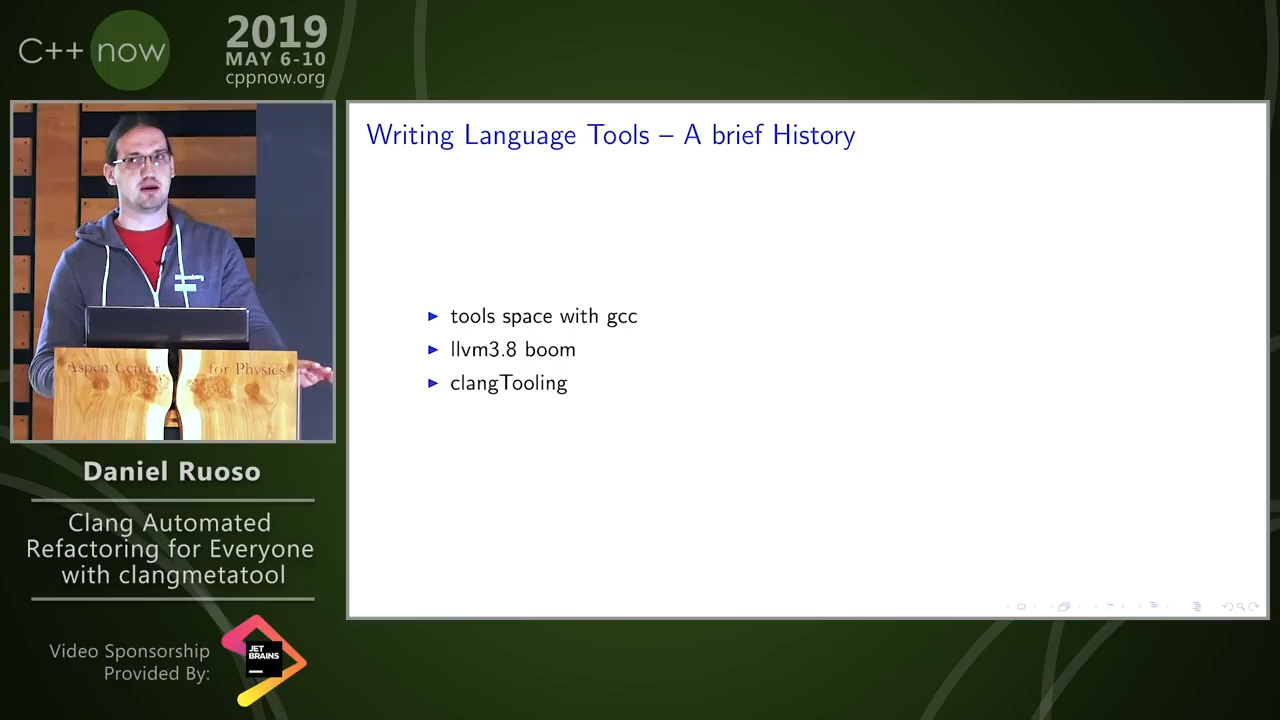 C++ now
2019
MAY 6-10
cppnow.org
Writing Language Tools – A brief History
► tools space with gcc
► llvm3.8 boom
► clangTooling
Aspen Center for Physics
Daniel Ruoso
Clang Automated
Refactoring for Everyone
with clangmetatool
Video Sponsorship
Provided By:
JET
BRAINS